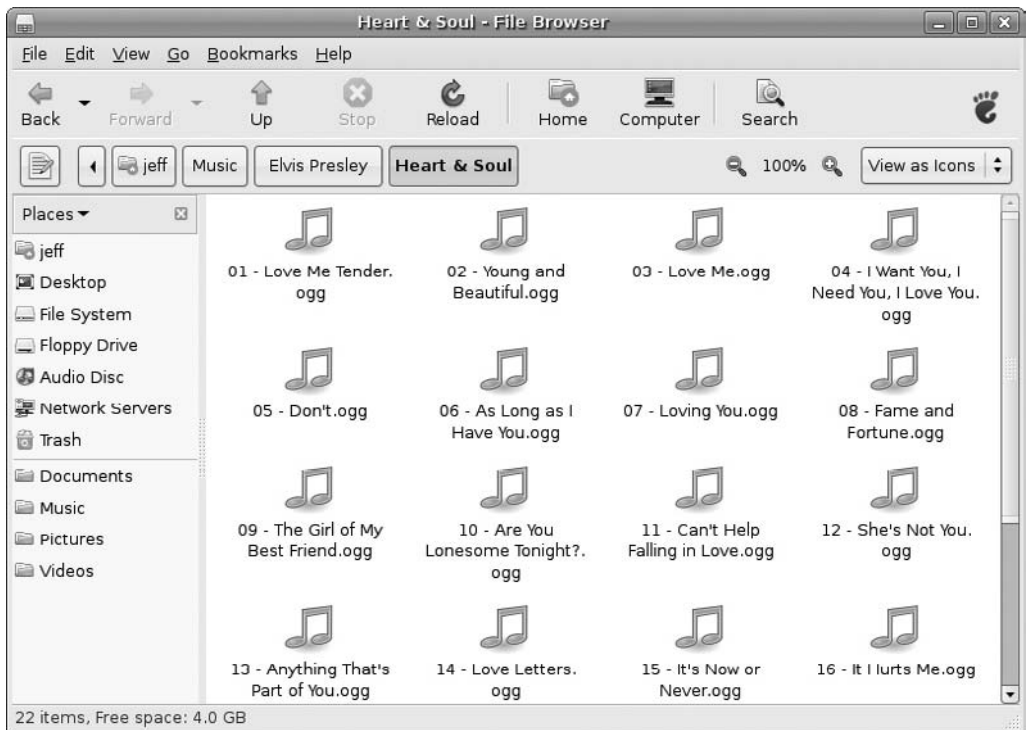 Heart & Soul - File Browser
File Edit View Go Bookmarks Help
Back Forward Up Stop Reload Home Computer Search
jeff Music Elvis Presley Heart & Soul 100% View as Icons
Places
jeff
Desktop
File System
Floppy Drive
Audio Disc
Network Servers
Trash
Documents
Music
Pictures
Videos
01 - Love Me Tender.
ogg
02 - Young and
Beautiful.ogg
03 - Love Me.ogg
04 - I Want You, I
Need You, I Love You.
ogg
05 - Don't.ogg
06 - As Long as I
Have You.ogg
07 - Loving You.ogg
08 - Fame and
Fortune.ogg
09 - The Girl of My
Best Friend.ogg
10 - Are You
Lonesome Tonight?.
ogg
11 - Can't Help
Falling in Love.ogg
12 - She's Not You.
ogg
13 - Anything That's
Part of You.ogg
14 - Love Letters.
ogg
15 - It's Now or
Never.ogg
16 - It Hurts Me.ogg
22 items, Free space: 4.0 GB